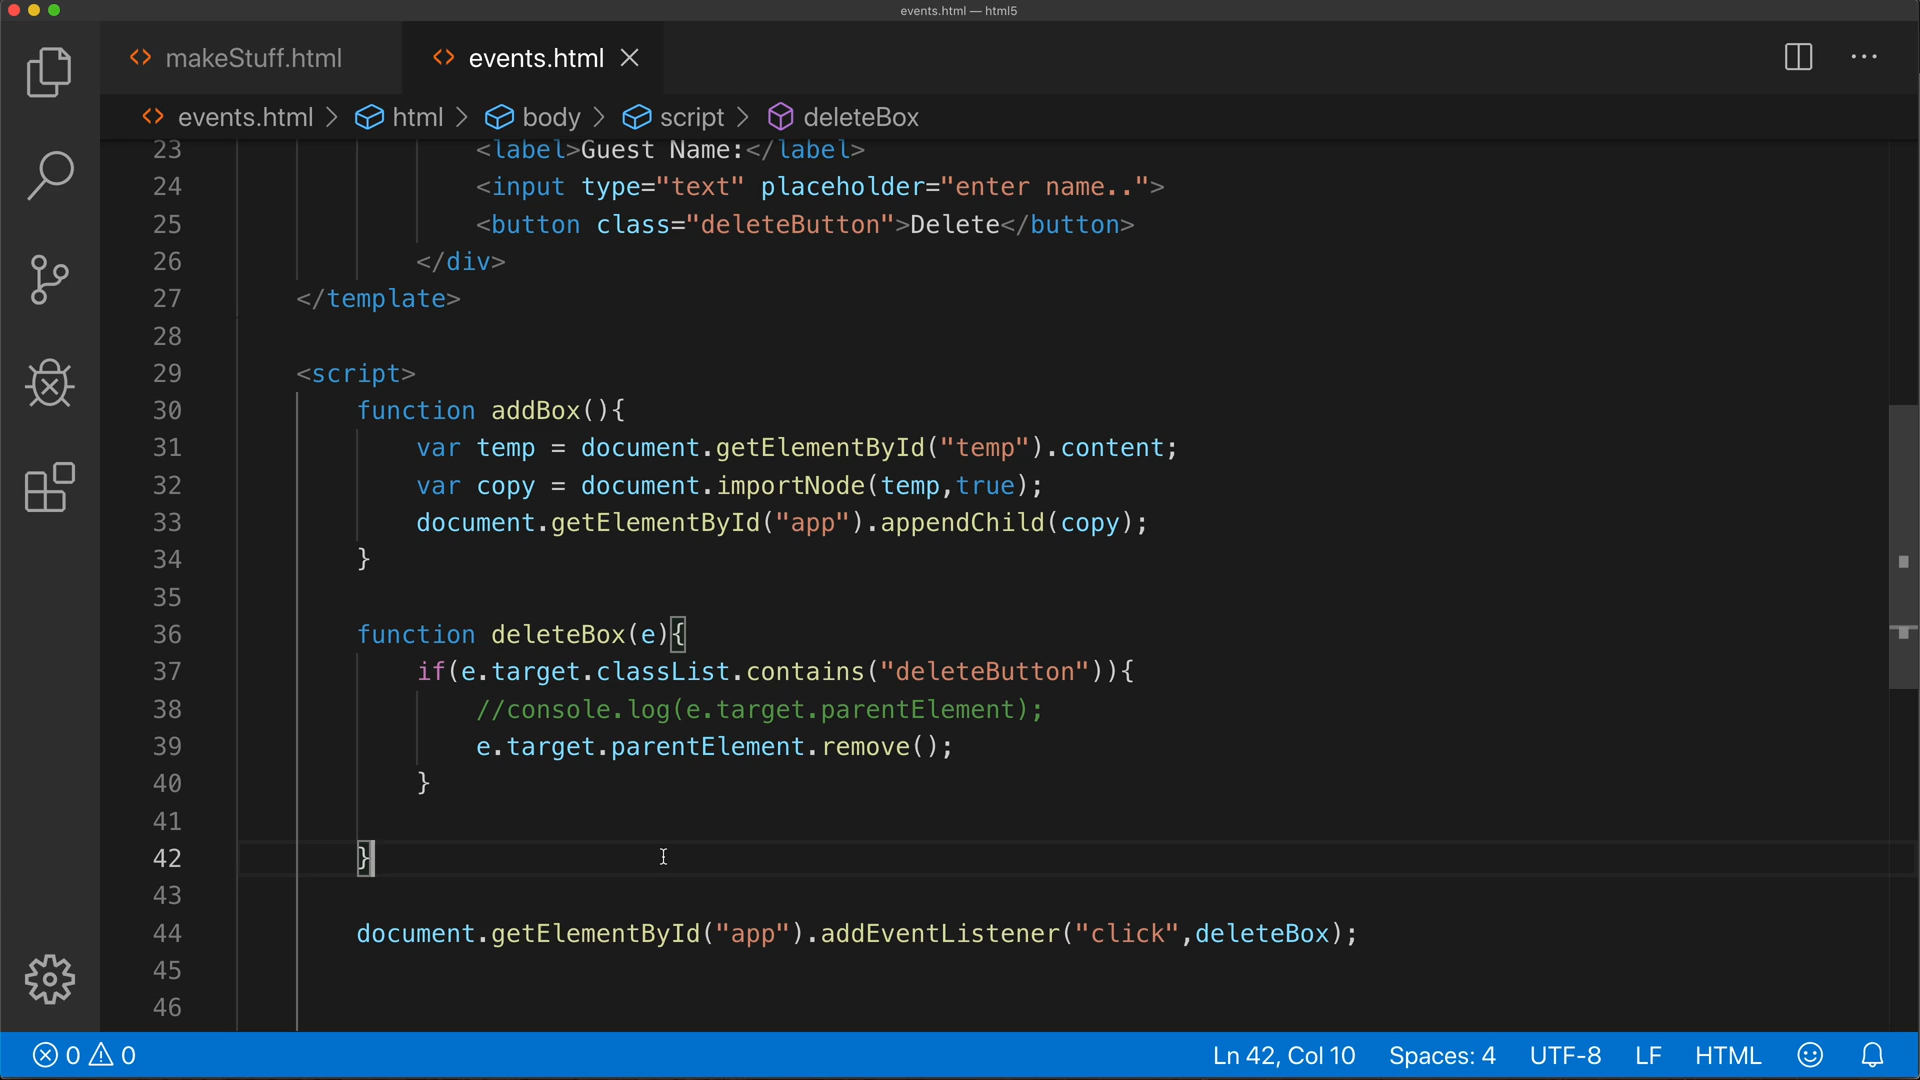 events.html — html5
makeStuff.html
events.html
events.html > html > body > script > deleteBox
23 <label>Guest Name:</label>
24 <input type="text" placeholder="enter name..">
25 <button class="deleteButton">Delete</button>
26 </div>
27 </template>
28
29 <script>
30 function addBox(){
31 var temp = document.getElementById("temp").content;
32 var copy = document.importNode(temp,true);
33 document.getElementById("app").appendChild(copy);
34 }
35
36 function deleteBox(e){
37 if(e.target.classList.contains("deleteButton")){
38 //console.log(e.target.parentElement);
39 e.target.parentElement.remove();
40 }
41
42 }
43
44 document.getElementById("app").addEventListener("click",deleteBox);
45
46
0 0 Ln 42, Col 10 Spaces: 4 UTF-8 LF HTML